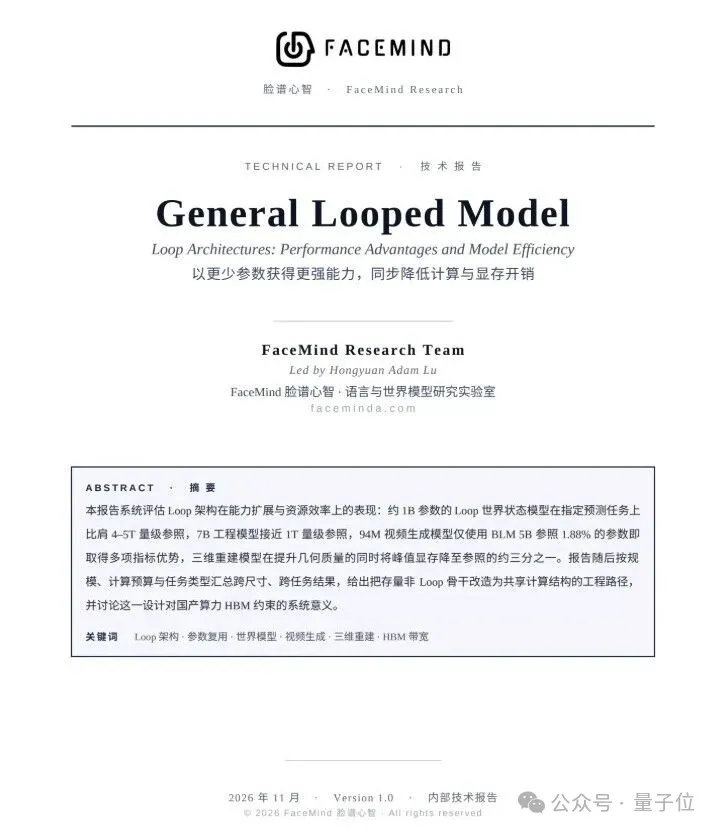 FACEMIND
脸谱心智 · FaceMind Research
TECHNICAL REPORT · 技术报告
General Looped Model
Loop Architectures: Performance Advantages and Model Efficiency
以更少参数获得更强能力，同步降低计算与显存开销
FaceMind Research Team
Led by Hongyuan Adam Lu
FaceMind 脸谱心智 · 语言与世界模型研究实验室
faceminda.com
ABSTRACT · 摘要
本报告系统评估 Loop 架构在能力扩展与资源效率上的表现：约 1B 参数的 Loop 世界状态模型在指定预测任务上
比肩 4–5T 量级参照，7B 工程模型接近 1T 量级参照，94M 视频生成模型仅使用 BLM 5B 参照 1.88% 的参数即
取得多项指标优势，三维重建模型在提升几何质量的同时将峰值显存降至参照的约三分之一。报告随后按规
模、计算预算与任务类型汇总跨尺寸、跨任务结果，给出把存量非 Loop 骨干改造为共享计算结构的工程路径，
并讨论这一设计对国产算力 HBM 约束的系统意义。
关键词 Loop 架构 · 参数复用 · 世界模型 · 视频生成 · 三维重建 · HBM 带宽
2026 年 11 月 · Version 1.0 · 内部技术报告
© 2026 FaceMind 脸谱心智 · All rights reserved
公众号 · 量子位